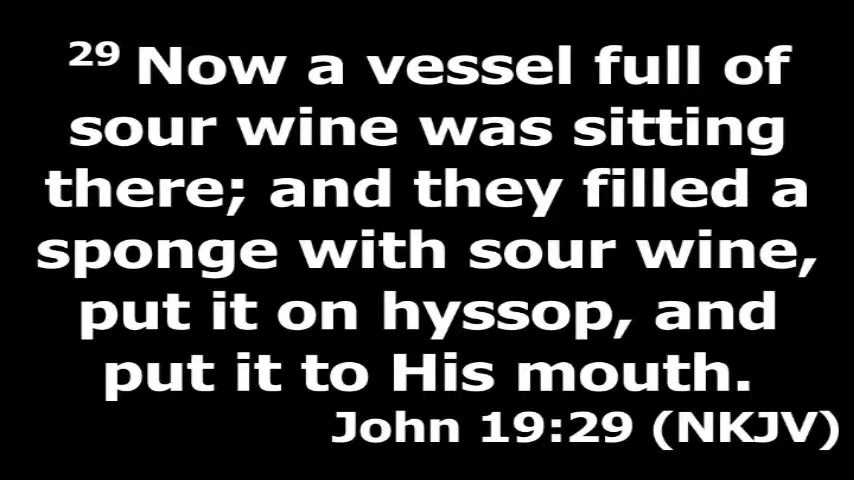 29 Now a vessel full of
sour wine was sitting
there; and they filled a
sponge with sour wine,
put it on hyssop, and
put it to His mouth.
John 19:29 (NKJV)